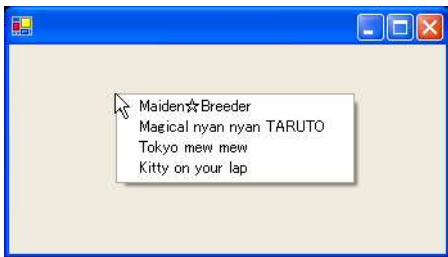 Maiden☆Breeder
Magical nyan nyan TARUTO
Tokyo mew mew
Kitty on your lap